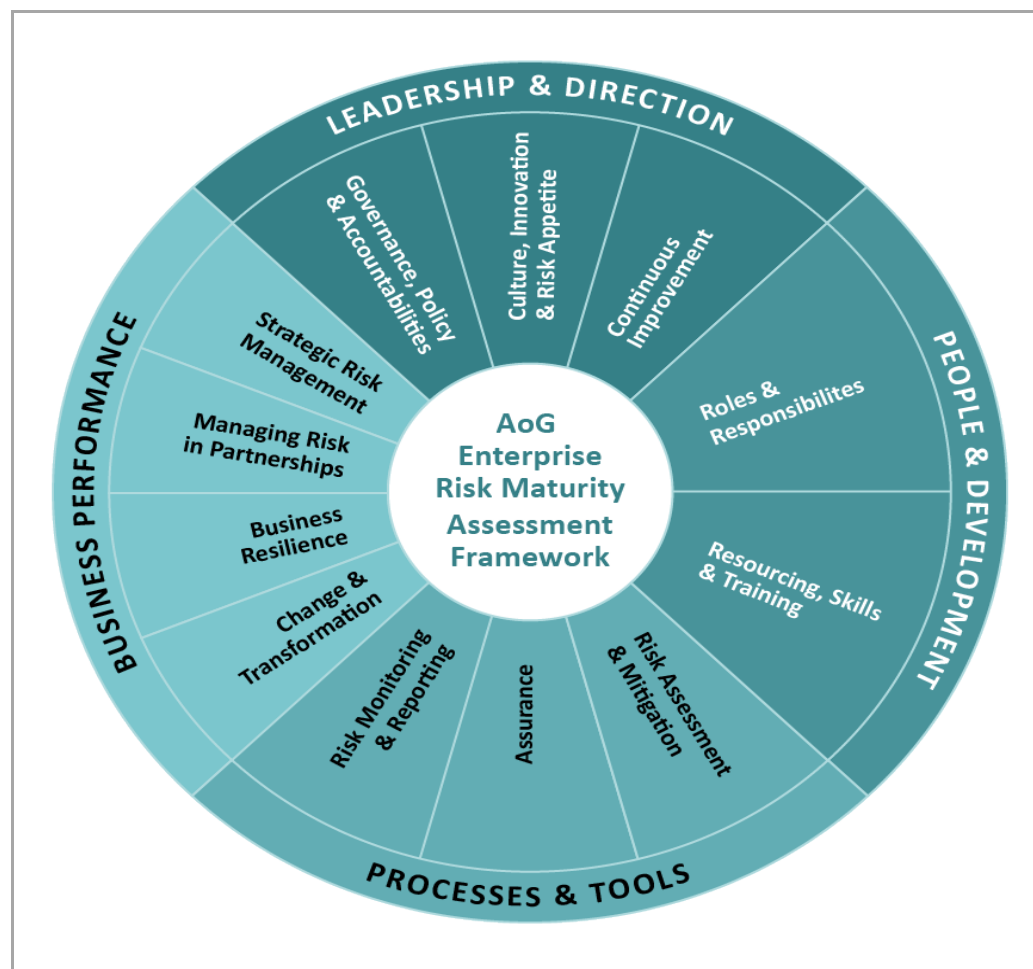 LEADERSHIP & DIRECTION
Governance, Policy
& Accountabilities
Culture, Innovation
& Risk Appetite
Continuous
Improvement
PEOPLE & DEVELOPMENT
Roles &
Responsibilites
Resourcing, Skills
& Training
PROCESSES & TOOLS
Risk Assessment
& Mitigation
Assurance
Risk Monitoring
& Reporting
BUSINESS PERFORMANCE
Change &
Transformation
Business
Resilience
Managing Risk
in Partnerships
Strategic Risk
Management
AoG
Enterprise
Risk Maturity
Assessment
Framework